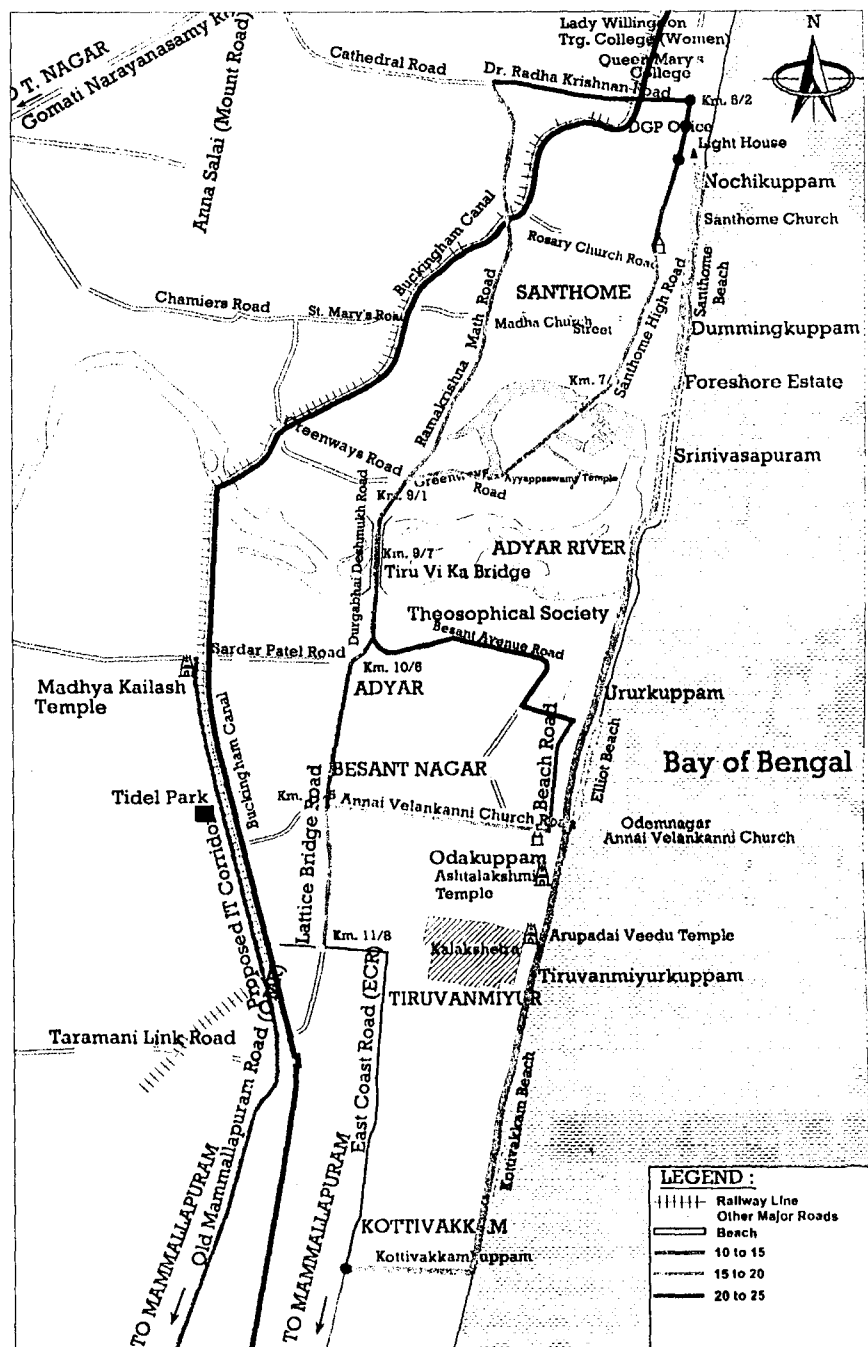 Lady Willingdon
Trg. College (Women)
Queen Mary's
College
N
T. NAGAR
Gomati Narayanasamy
Cathedral Road
Dr. Radha Krishnan Road
Km. 8/2
DGP Office
Light House
Anna Salai (Mount Road)
Nochikuppam
Buckingham Canal
Santhome Church
Rosary Church Road
Santhome
Beach
SANTHOME
Chamiers Road
St. Mary's Road
Ramakrishna Math Road
Madha Church
Street
Santhome High Road
Dummingkuppam
Km. 7/
Foreshore Estate
Greenways Road
Srinivasapuram
Greenways
Road
Ayyappaswamy Temple
Km. 9/1
Durgabhai Deshmukh Road
Km. 9/7
ADYAR RIVER
Tiru Vi Ka Bridge
Theosophical Society
Besant Avenue Road
Sardar Patel Road
Km. 10/6
Madhya Kailash
Temple
ADYAR
Ururkuppam
Buckingham Canal
Beach Road
Elliot Beach
BESANT NAGAR
Bay of Bengal
Tidel Park
Km.
Annai Velankanni Church Road
Odemnagar
Annai Velankanni Church
Lattice Bridge Road
Odakuppam
Ashtalakshmi
Temple
Proposed IT Corridor
Km. 11/8
Kalakshetra
Arupadai Veedu Temple
Tiruvanmiyurkuppam
TIRUVANMIYUR
Taramani Link Road
Old Mammallapuram Road
East Coast Road (ECR)
Kottivakkam Beach
TO MAMMALLAPURAM
TO MAMMALLAPURAM
KOTTIVAKKAM
Kottivakkam
LEGEND :
Railway Line
Other Major Roads
Beach
10 to 15
15 to 20
20 to 25